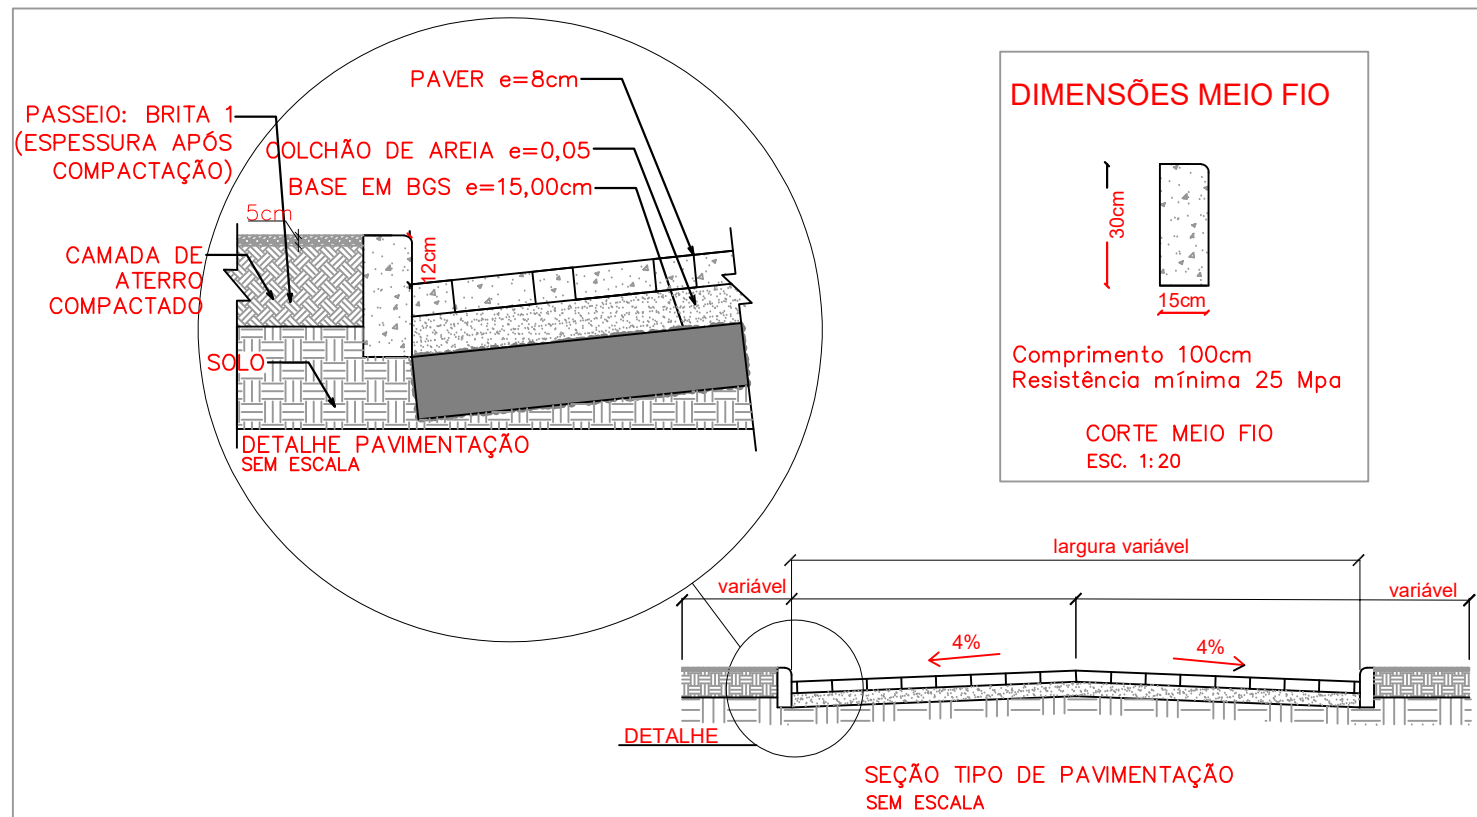 PAVER e=8cm
PASSEIO: BRITA 1
(ESPESSURA APÓS
COMPACTAÇÃO)
COLCHÃO DE AREIA e=0,05
BASE EM BGS e=15,00cm
5cm
12cm
CAMADA DE
ATERRO
COMPACTADO
SOLO
DETALHE PAVIMENTAÇÃO
SEM ESCALA
DIMENSÕES MEIO FIO
30cm
15cm
Comprimento 100cm
Resistência mínima 25 Mpa
CORTE MEIO FIO
ESC. 1:20
largura variável
variável
variável
4%
4%
DETALHE
SEÇÃO TIPO DE PAVIMENTAÇÃO
SEM ESCALA